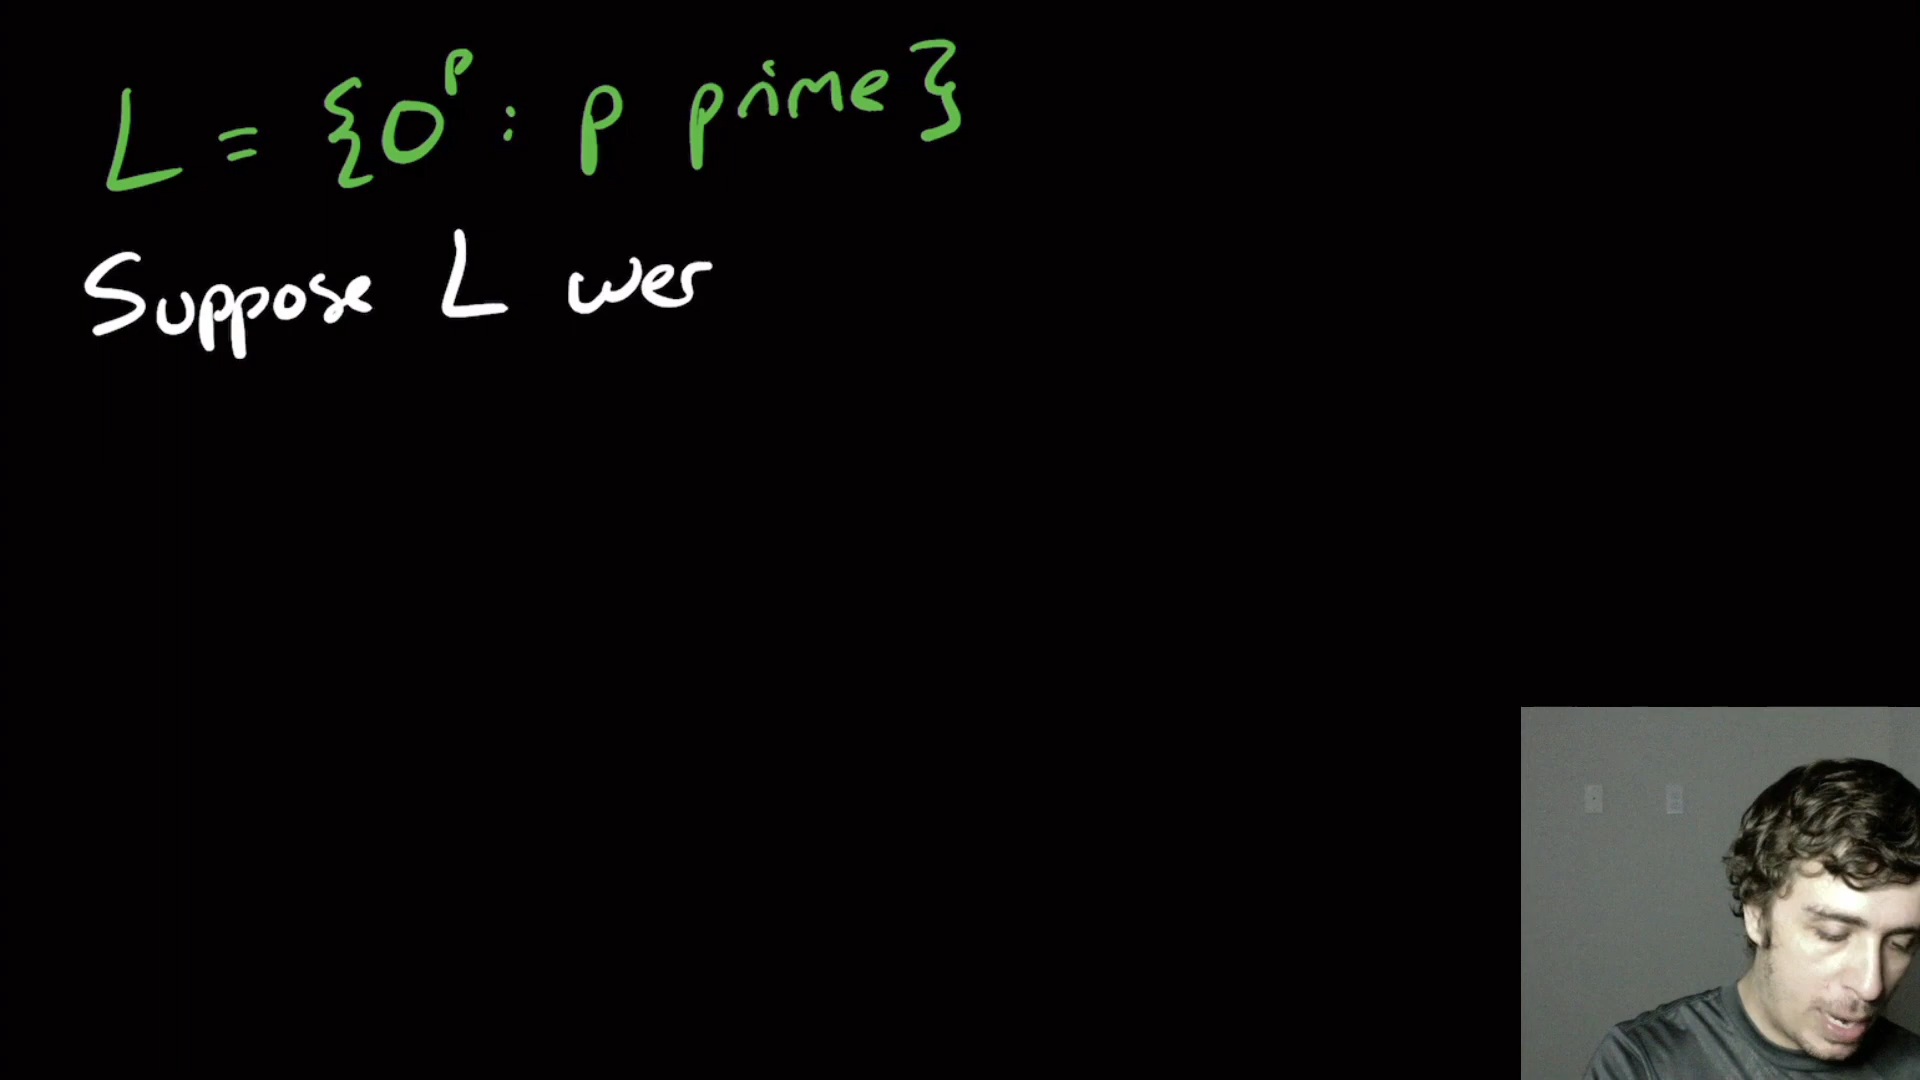 L = {0^p : p prime}
Suppose L wer